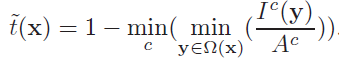 t̃(x) = 1 − min_c( min_{y∈Ω(x)} ( I^c(y) / A^c )).